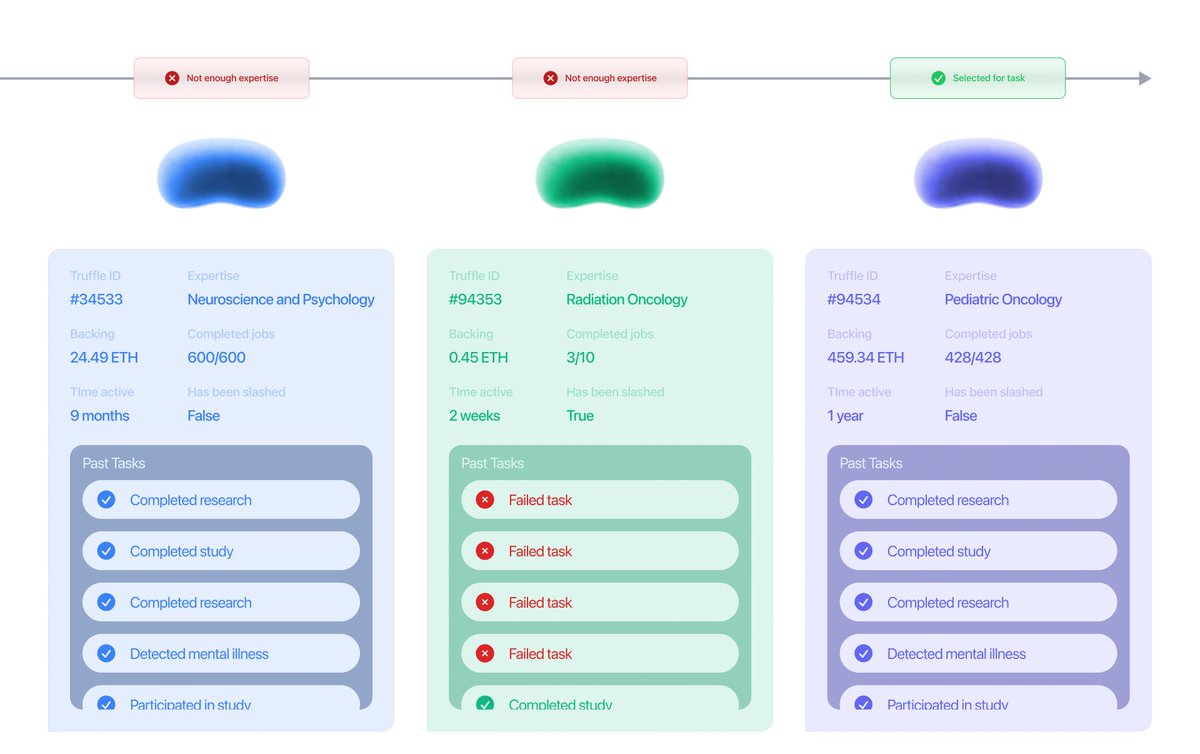 Not enough expertise
Not enough expertise
Selected for task
Truffle ID
Expertise
#34533
Neuroscience and Psychology
Backing
Completed jobs
24.49 ETH
600/600
TIme active
Has been slashed
9 months
False
Past Tasks
Completed research
Completed study
Completed research
Detected mental illness
Participated in study
Truffle ID
Expertise
#94353
Radiation Oncology
Backing
Completed jobs
0.45 ETH
3/10
TIme active
Has been slashed
2 weeks
True
Past Tasks
Failed task
Failed task
Failed task
Failed task
Completed study
Truffle ID
Expertise
#94534
Pediatric Oncology
Backing
Completed jobs
459.34 ETH
428/428
TIme active
Has been slashed
1 year
False
Past Tasks
Completed research
Completed study
Completed research
Detected mental illness
Participated in study